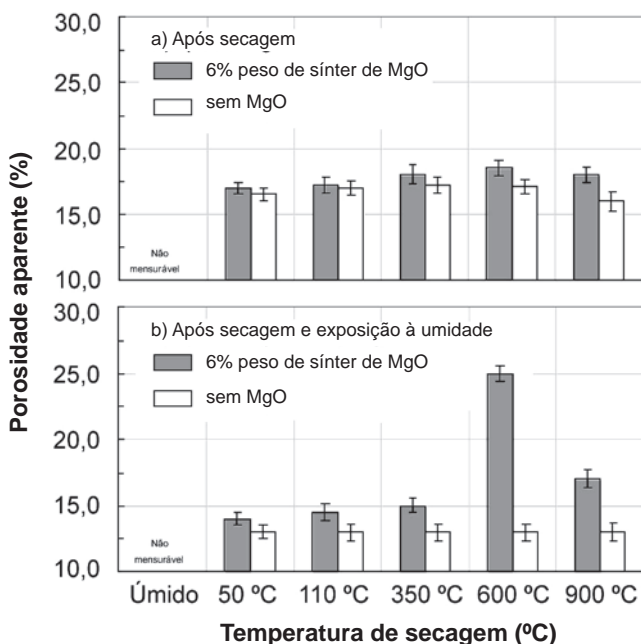 Porosidade aparente (%)
30,0
25,0
20,0
15,0
10,0
a) Após secagem
6% peso de sínter de MgO
sem MgO
Não
mensurável
30,0
25,0
20,0
15,0
10,0
b) Após secagem e exposição à umidade
6% peso de sínter de MgO
sem MgO
Não
mensurável
Úmido 50 ºC 110 ºC 350 ºC 600 ºC 900 ºC
Temperatura de secagem (ºC)